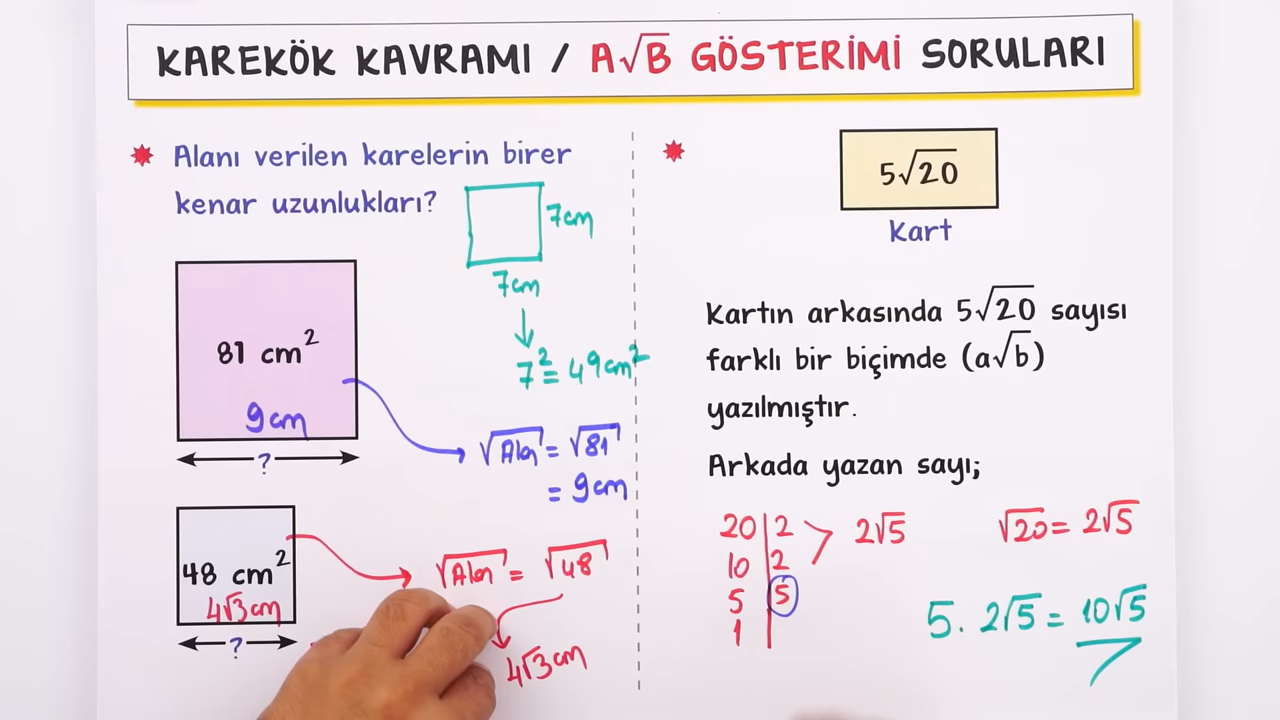 KAREKÖK KAVRAMI / A√B GÖSTERİMİ SORULARI
Alanı verilen karelerin birer
kenar uzunlukları?
7cm
7cm
7² = 49cm²
81 cm²
9cm
?
√Alan = √81
= 9cm
48 cm²
4√3cm
?
√Alan = √48
4√3cm
5√20
Kart
Kartın arkasında 5√20 sayısı
farklı bir biçimde (a√b)
yazılmıştır.
Arkada yazan sayı;
20 | 2 > 2√5
10 | 2
5 | 5
1 |
√20 = 2√5
5. 2√5 = 10√5